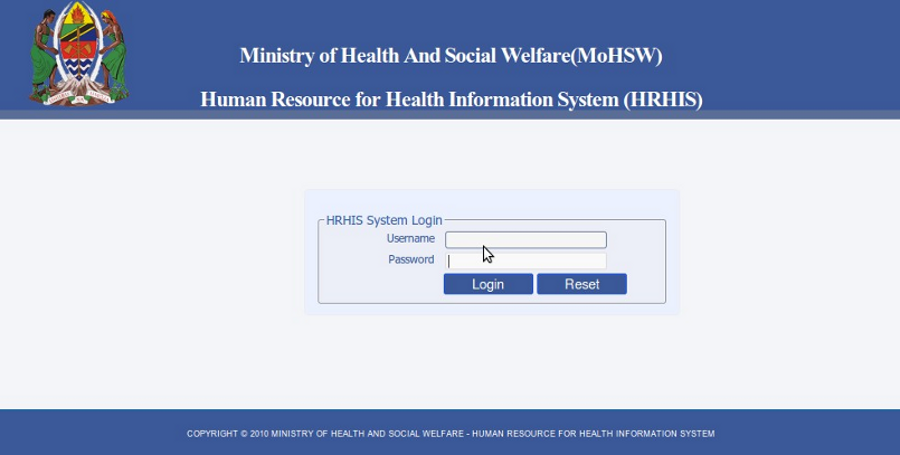 Ministry of Health And Social Welfare(MoHSW)
Human Resource for Health Information System (HRHIS)
HRHIS System Login
Username
Password
Login Reset
COPYRIGHT © 2010 MINISTRY OF HEALTH AND SOCIAL WELFARE - HUMAN RESOURCE FOR HEALTH INFORMATION SYSTEM